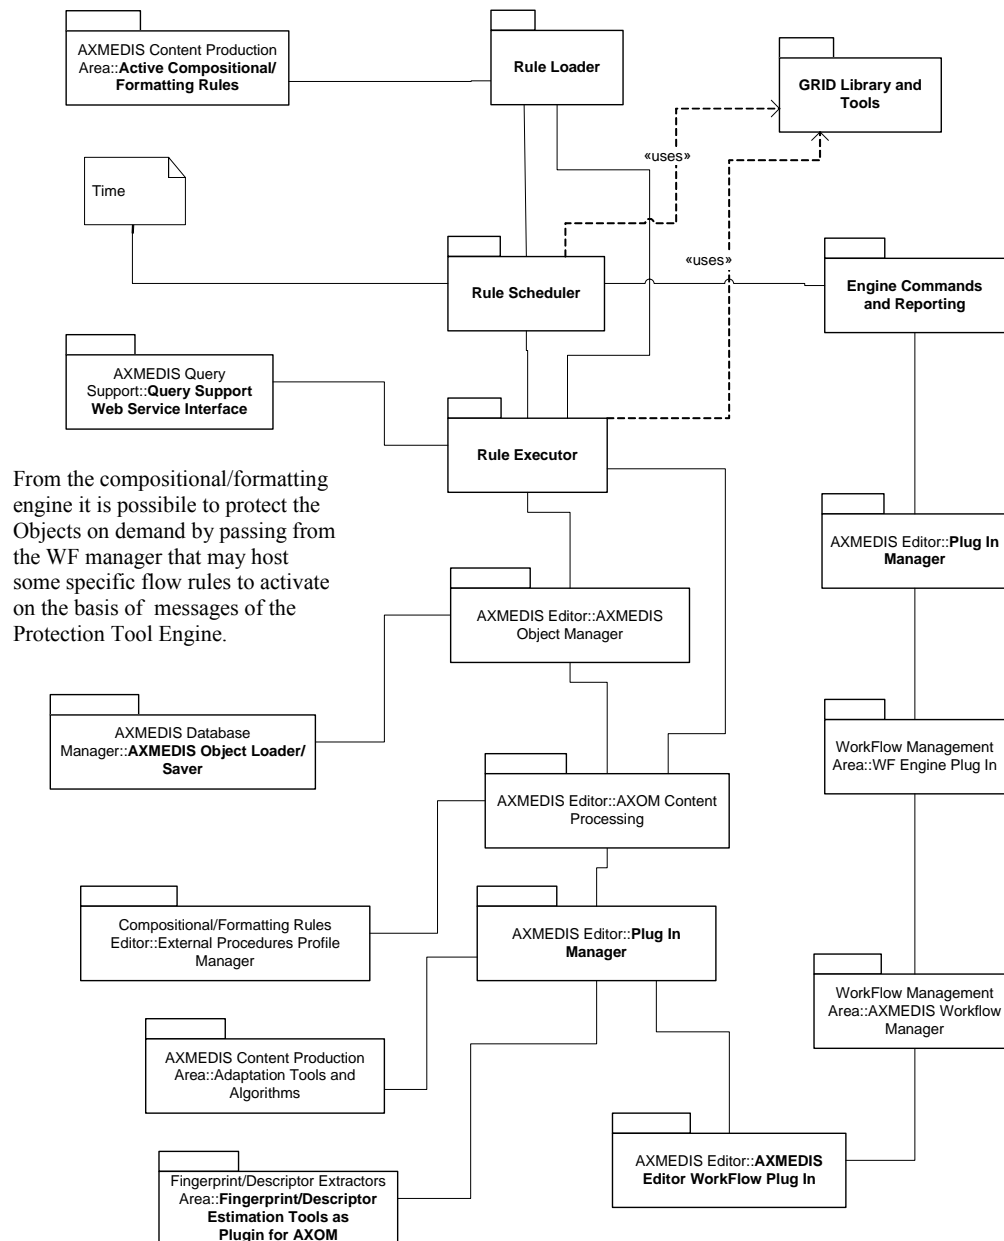 AXMEDIS Content Production
Area::Active Compositional/
Formatting Rules
Rule Loader
GRID Library and
Tools
«uses»
Time
«uses»
Rule Scheduler
Engine Commands
and Reporting
AXMEDIS Query
Support::Query Support
Web Service Interface
Rule Executor
From the compositional/formatting
engine it is possibile to protect the
Objects on demand by passing from
the WF manager that may host
some specific flow rules to activate
on the basis of messages of the
Protection Tool Engine.
AXMEDIS Editor::Plug In
Manager
AXMEDIS Editor::AXMEDIS
Object Manager
AXMEDIS Database
Manager::AXMEDIS Object Loader/
Saver
WorkFlow Management
Area::WF Engine Plug In
AXMEDIS Editor::AXOM Content
Processing
Compositional/Formatting Rules
Editor::External Procedures Profile
Manager
AXMEDIS Editor::Plug In
Manager
WorkFlow Management
Area::AXMEDIS Workflow
Manager
AXMEDIS Content Production
Area::Adaptation Tools and
Algorithms
AXMEDIS Editor::AXMEDIS
Editor WorkFlow Plug In
Fingerprint/Descriptor Extractors
Area::Fingerprint/Descriptor
Estimation Tools as
Plugin for AXOM